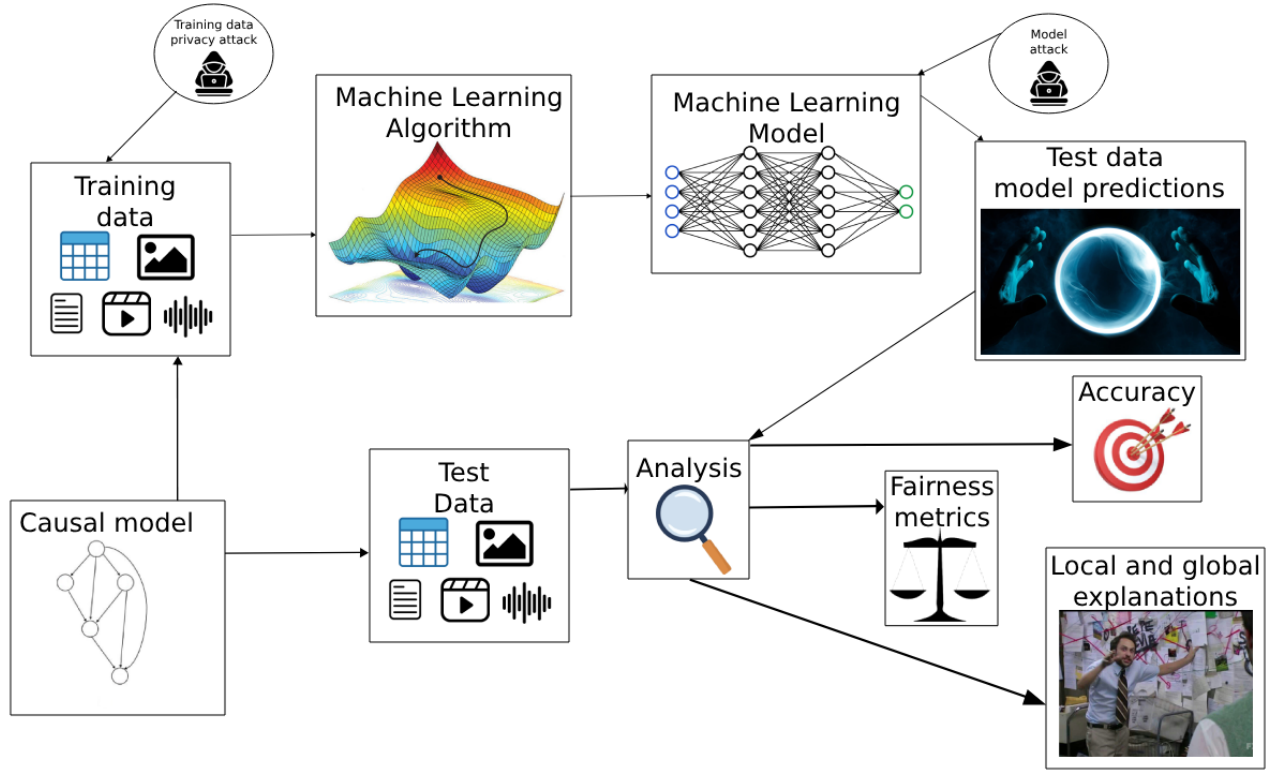 Training data
privacy attack
Model
attack
Machine Learning
Algorithm
Machine Learning
Model
Test data
model predictions
Training
data
Accuracy
Test
Data
Analysis
Fairness
metrics
Causal model
Local and global
explanations